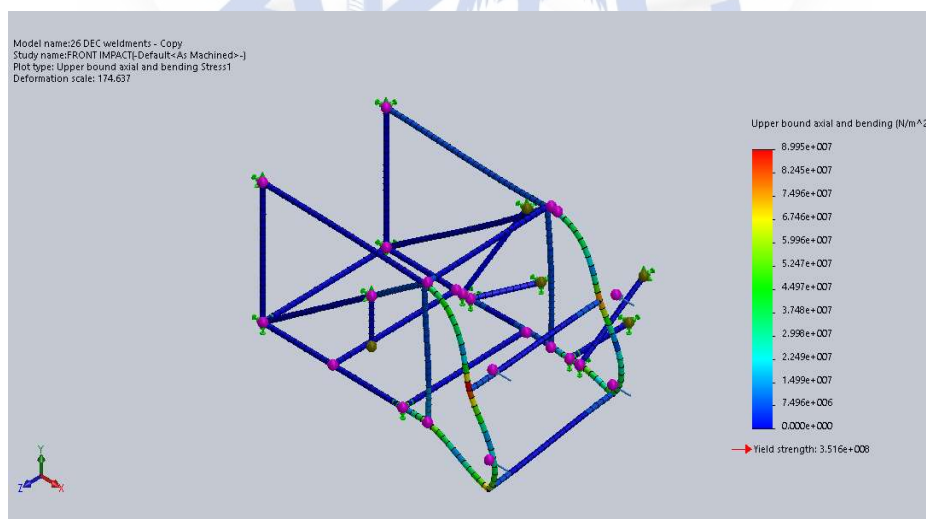 Model name:26 DEC weldments - Copy
Study name:FRONT IMPACT(-Default<As Machined>-)
Plot type: Upper bound axial and bending Stress1
Deformation scale: 174.637
Upper bound axial and bending (N/m^2
8.995e+007
8.245e+007
7.496e+007
6.746e+007
5.996e+007
5.247e+007
4.497e+007
3.748e+007
2.998e+007
2.249e+007
1.499e+007
7.496e+006
0.000e+000
Yield strength: 3.516e+008
Y
Z
X